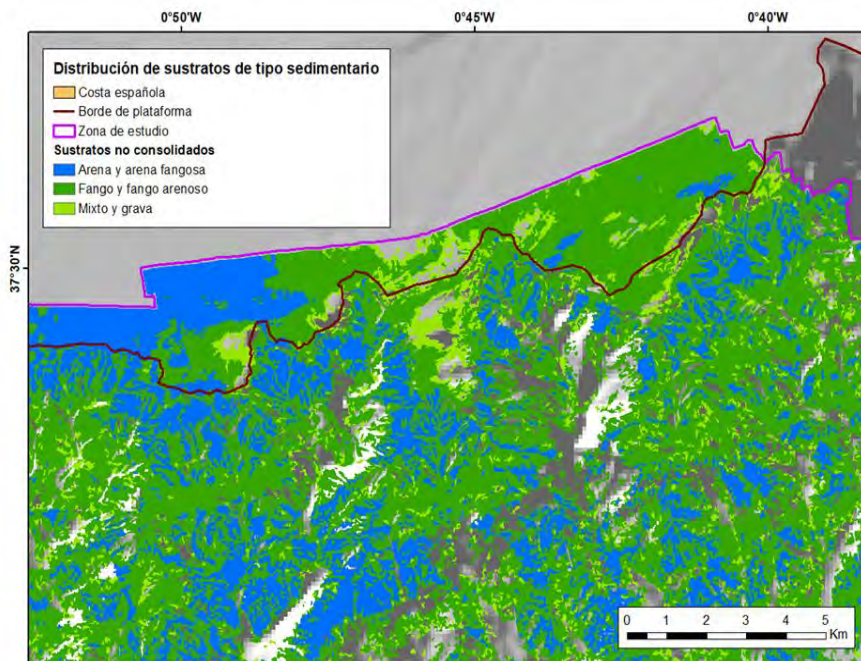 0°50'W
0°45'W
0°40'W
37°30'N
Distribución de sustratos de tipo sedimentario
Costa española
Borde de plataforma
Zona de estudio
Sustratos no consolidados
Arena y arena fangosa
Fango y fango arenoso
Mixto y grava
0 1 2 3 4 5
Km